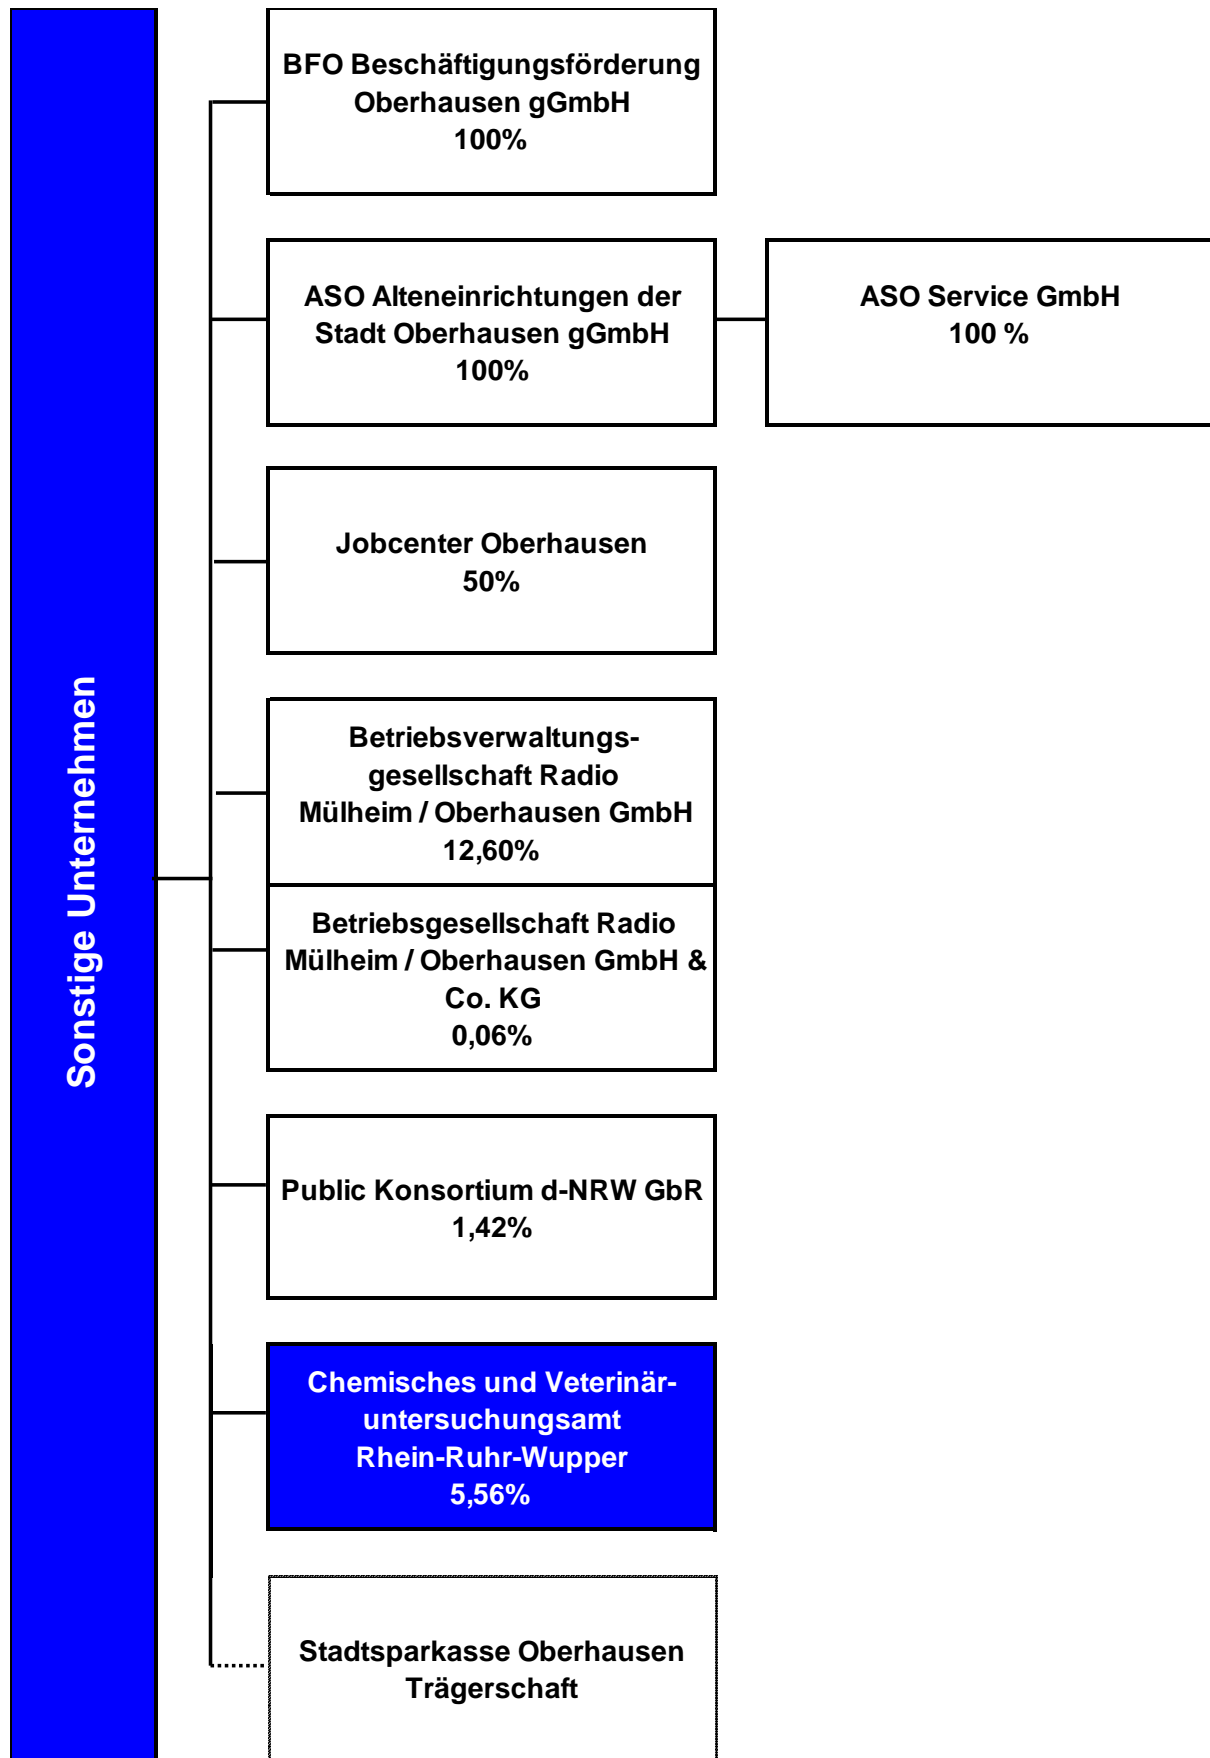 Sonstige Unternehmen
BFO Beschäftigungsförderung
Oberhausen gGmbH
100%
ASO Alteneinrichtungen der
Stadt Oberhausen gGmbH
100%
ASO Service GmbH
100 %
Jobcenter Oberhausen
50%
Betriebsverwaltungs-
gesellschaft Radio
Mülheim / Oberhausen GmbH
12,60%
Betriebsgesellschaft Radio
Mülheim / Oberhausen GmbH &
Co. KG
0,06%
Public Konsortium d-NRW GbR
1,42%
Chemisches und Veterinär-
untersuchungsamt
Rhein-Ruhr-Wupper
5,56%
Stadtsparkasse Oberhausen
Trägerschaft